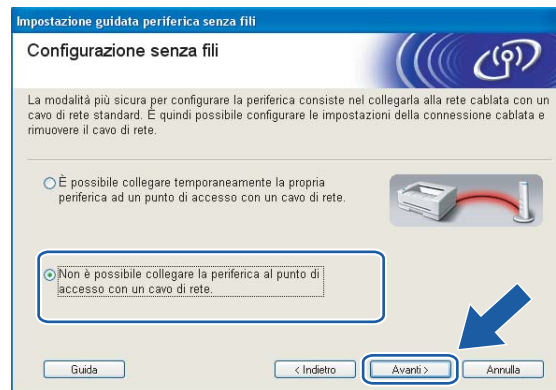 Impostazione guidata periferica senza fili
Configurazione senza fili
La modalità più sicura per configurare la periferica consiste nel collegarla alla rete cablata con un
cavo di rete standard. È quindi possibile configurare le impostazioni della connessione cablata e
rimuovere il cavo di rete.
È possibile collegare temporaneamente la propria
periferica ad un punto di accesso con un cavo di rete.
Non è possibile collegare la periferica al punto di
accesso con un cavo di rete.
Guida
< Indietro
Avanti >
Annulla